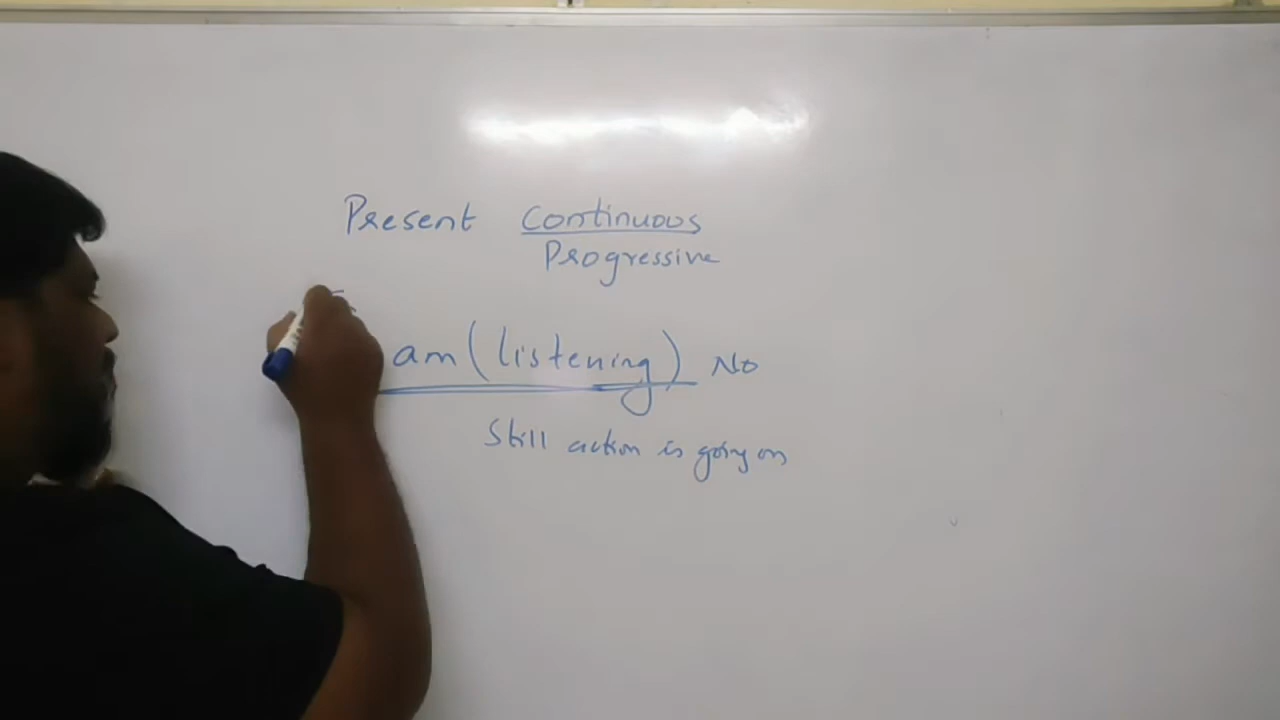 Present Continuous
Progressive
am (listening) No
Still action is going on